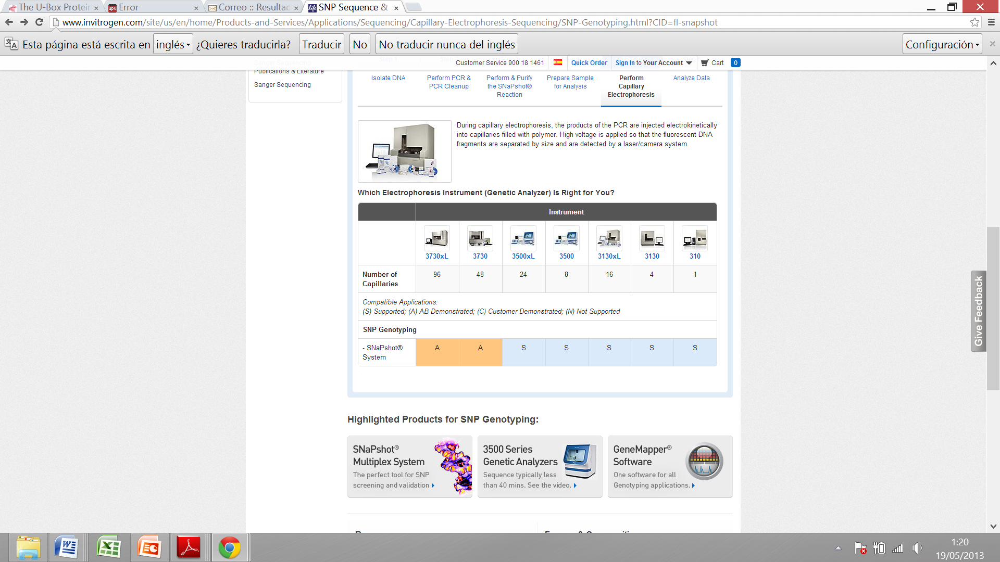 The U-Box Protein
Error
Correo :: Resultac
SNP Sequence &
www.invitrogen.com/site/us/en/home/Products-and-Services/Applications/Sequencing/Capillary-Electrophoresis-Sequencing/SNP-Genotyping.html?CID=fl-snapshot
Esta página está escrita en inglés ¿Quieres traducirla? Traducir No No traducir nunca del inglés Configuración
Customer Service 900 18 1461 Quick Order Sign In to Your Account Cart 0
Sanger Sequencing
Publications & Literature
Sanger Sequencing
Isolate DNA
Perform PCR &
PCR Cleanup
Perform & Purify
the SNaPshot®
Reaction
Prepare Sample
for Analysis
Perform
Capillary
Electrophoresis
Analyze Data
During capillary electrophoresis, the products of the PCR are injected electrokinetically
into capillaries filled with polymer. High voltage is applied so that the fluorescent DNA
fragments are separated by size and are detected by a laser/camera system.
Which Electrophoresis Instrument (Genetic Analyzer) Is Right for You?
Instrument
3730xL 3730 3500xL 3500 3130xL 3130 310
Number of
Capillaries
96 48 24 8 16 4 1
Compatible Applications:
(S) Supported; (A) AB Demonstrated; (C) Customer Demonstrated; (N) Not Supported
SNP Genotyping
- SNaPshot®
System
A A S S S S S
Highlighted Products for SNP Genotyping:
SNaPshot®
Multiplex System
The perfect tool for SNP
screening and validation
3500 Series
Genetic Analyzers
Sequence typically less
than 40 mins. See the video.
GeneMapper®
Software
One software for all
Genotyping applications.
Give Feedback
1:20
19/05/2013